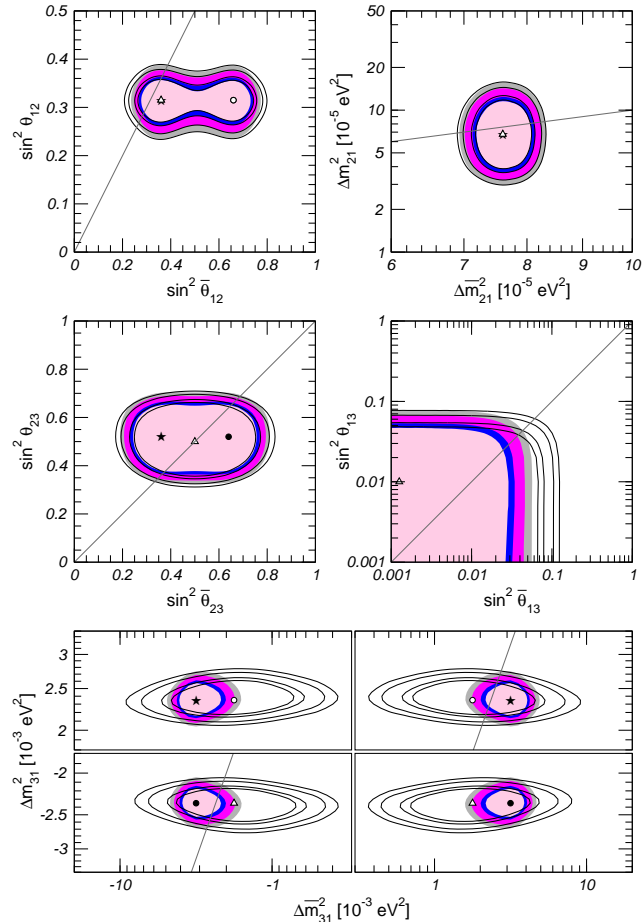 0.5
0.4
0.3
0.2
0.1
0
sin² θ₁₂
0 0.2 0.4 0.6 0.8 1
sin² θ̅₁₂
50
20
10
5
2
1
Δm²₂₁ [10⁻⁵ eV²]
6 7 8 9 10
Δm̅²₂₁ [10⁻⁵ eV²]
1
0.8
0.6
0.4
0.2
0
sin² θ₂₃
0 0.2 0.4 0.6 0.8 1
sin² θ̅₂₃
1
0.1
0.01
0.001
sin² θ₁₃
0.001 0.01 0.1 1
sin² θ̅₁₃
3
2.5
2
-2
-2.5
-3
Δm²₃₁ [10⁻³ eV²]
-10 -1 1 10
Δm̅²₃₁ [10⁻³ eV²]